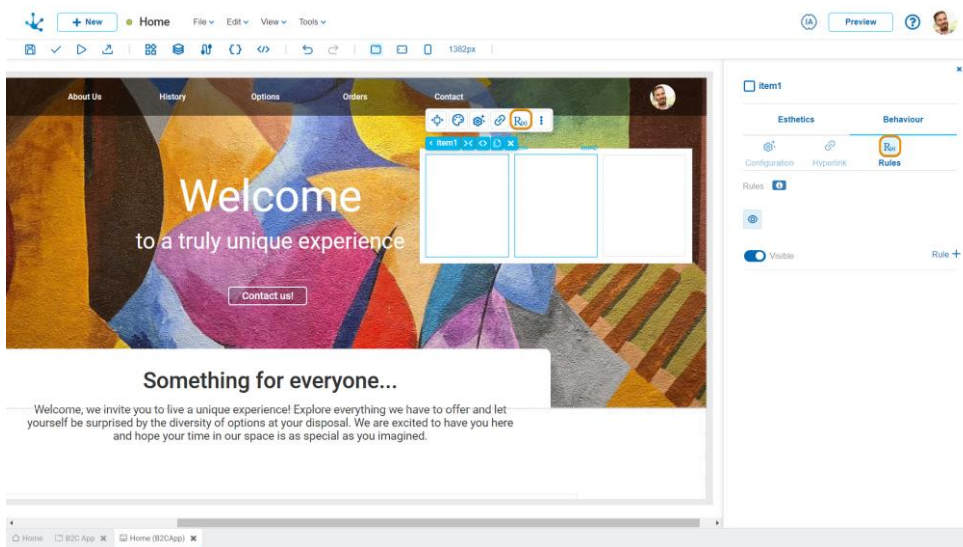 + New
Home
File
Edit
View
Tools
IA
Preview
?
1382px
About Us
History
Options
Orders
Contact
R(x)
item1
Welcome
to a truly unique experience
Contact us!
Something for everyone...
Welcome, we invite you to live a unique experience! Explore everything we have to offer and let
yourself be surprised by the diversity of options at your disposal. We are excited to have you here
and hope your time in our space is as special as you imagined.
item1
Esthetics
Behaviour
R(x)
Configuration
Hyperlink
Rules
Rules
Visible
Rule +
Home
B2C App
Home (B2CApp)